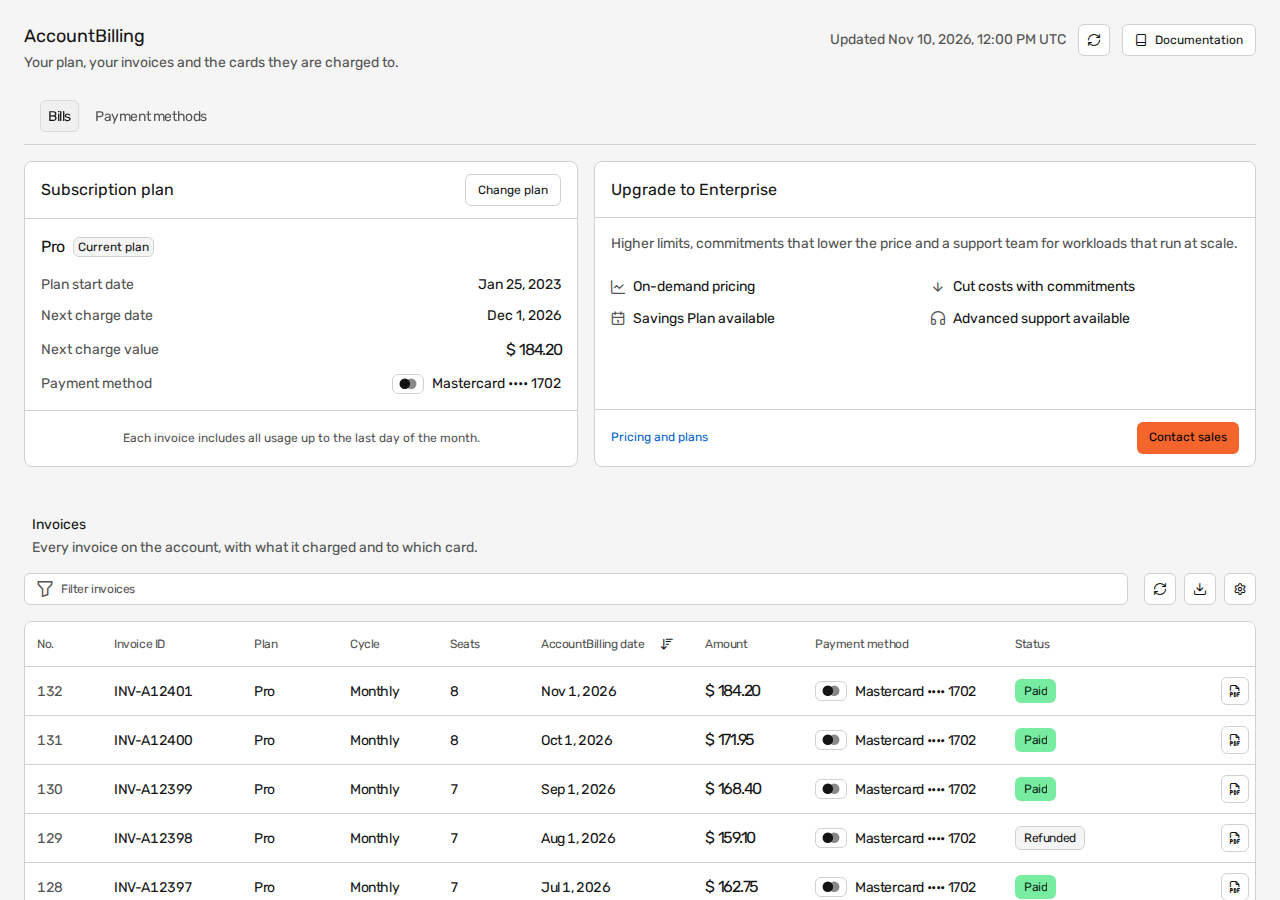 AccountBilling
Updated Nov 10, 2026, 12:00 PM UTC
Documentation
Your plan, your invoices and the cards they are charged to.
Bills
Payment methods
Subscription plan
Change plan
Pro
Current plan
Plan start date
Jan 25, 2023
Next charge date
Dec 1, 2026
Next charge value
$ 184.20
Payment method
Mastercard •••• 1702
Each invoice includes all usage up to the last day of the month.
Upgrade to Enterprise
Higher limits, commitments that lower the price and a support team for workloads that run at scale.
On-demand pricing
Cut costs with commitments
Savings Plan available
Advanced support available
Pricing and plans
Contact sales
Invoices
Every invoice on the account, with what it charged and to which card.
Filter invoices
No. Invoice ID Plan Cycle Seats AccountBilling date Amount Payment method Status
132 INV-A12401 Pro Monthly 8 Nov 1, 2026 $ 184.20 Mastercard •••• 1702 Paid PDF
131 INV-A12400 Pro Monthly 8 Oct 1, 2026 $ 171.95 Mastercard •••• 1702 Paid PDF
130 INV-A12399 Pro Monthly 7 Sep 1, 2026 $ 168.40 Mastercard •••• 1702 Paid PDF
129 INV-A12398 Pro Monthly 7 Aug 1, 2026 $ 159.10 Mastercard •••• 1702 Refunded PDF
128 INV-A12397 Pro Monthly 7 Jul 1, 2026 $ 162.75 Mastercard •••• 1702 Paid PDF